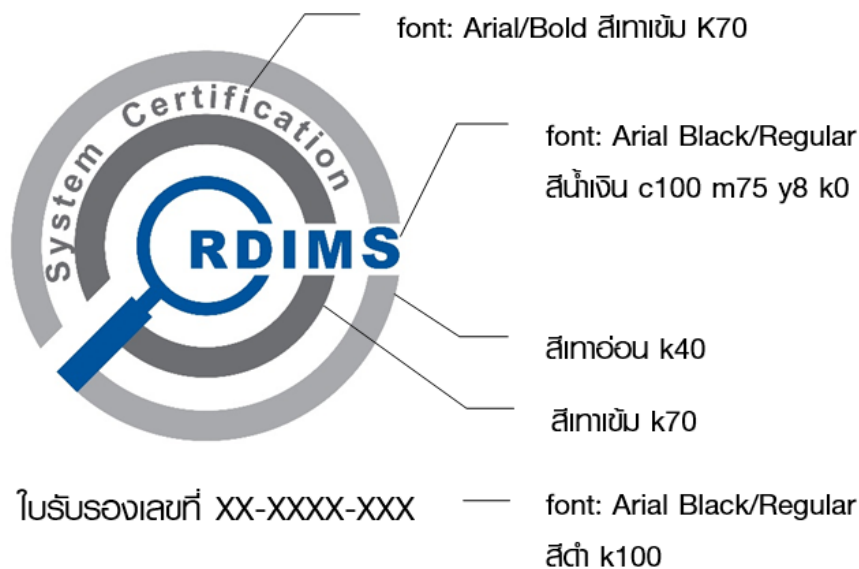 font: Arial/Bold สีเทาเข้ม K70
System Certification
font: Arial Black/Regular
สีน้ำเงิน c100 m75 y8 k0
RDIMS
สีเทาอ่อน k40
สีเทาเข้ม k70
ใบรับรองเลขที่ XX-XXXX-XXX
font: Arial Black/Regular
สีดำ k100